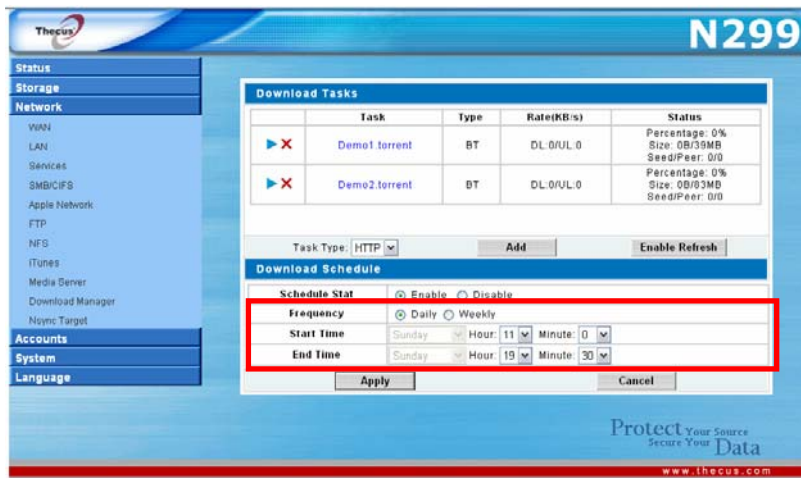 Thecus
N299
Status
Storage
Network
WAN
LAN
Services
SMB/CIFS
Apple Network
FTP
NFS
iTunes
Media Server
Download Manager
Nsync Target
Accounts
System
Language
Download Tasks
Task Type Rate(KB/s) Status
Demo1.torrent BT DL:0/UL:0 Percentage: 0%
Size: 0B/39MB
Seed/Peer: 0/0
Demo2.torrent BT DL:0/UL:0 Percentage: 0%
Size: 0B/03MB
Seed/Peer: 0/0
Task Type: HTTP Add Enable Refresh
Download Schedule
Schedule Stat Enable Disable
Frequency Daily Weekly
Start Time Sunday Hour: 11 Minute: 0
End Time Sunday Hour: 19 Minute: 30
Apply Cancel
Protect Your Source
Secure Your Data
www.thecus.com